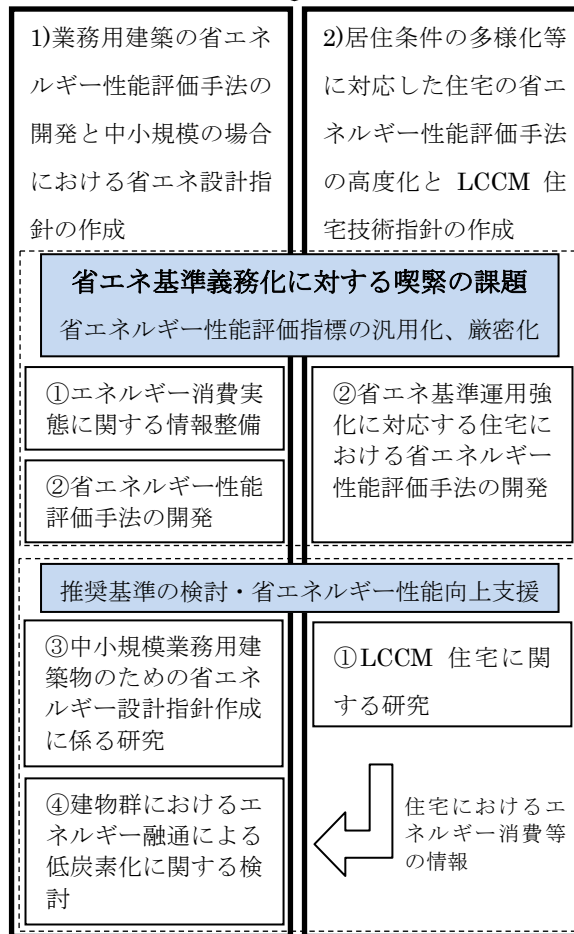 1)業務用建築の省エネ
ルギー性能評価手法の
開発と中小規模の場合
における省エネ設計指
針の作成
2)居住条件の多様化等
に対応した住宅の省エ
ネルギー性能評価手法
の高度化と LCCM 住
宅技術指針の作成
省エネ基準義務化に対する喫緊の課題
省エネルギー性能評価指標の汎用化、厳密化
①エネルギー消費実
態に関する情報整備
②省エネルギー性能
評価手法の開発
②省エネ基準運用強
化に対応する住宅に
おける省エネルギー
性能評価手法の開発
推奨基準の検討・省エネルギー性能向上支援
③中小規模業務用建
築物のための省エネ
ルギー設計指針作成
に係る研究
④建物群におけるエ
ネルギー融通による
低炭素化に関する検
討
①LCCM 住宅に関
する研究
住宅におけるエ
ネルギー消費等
の情報